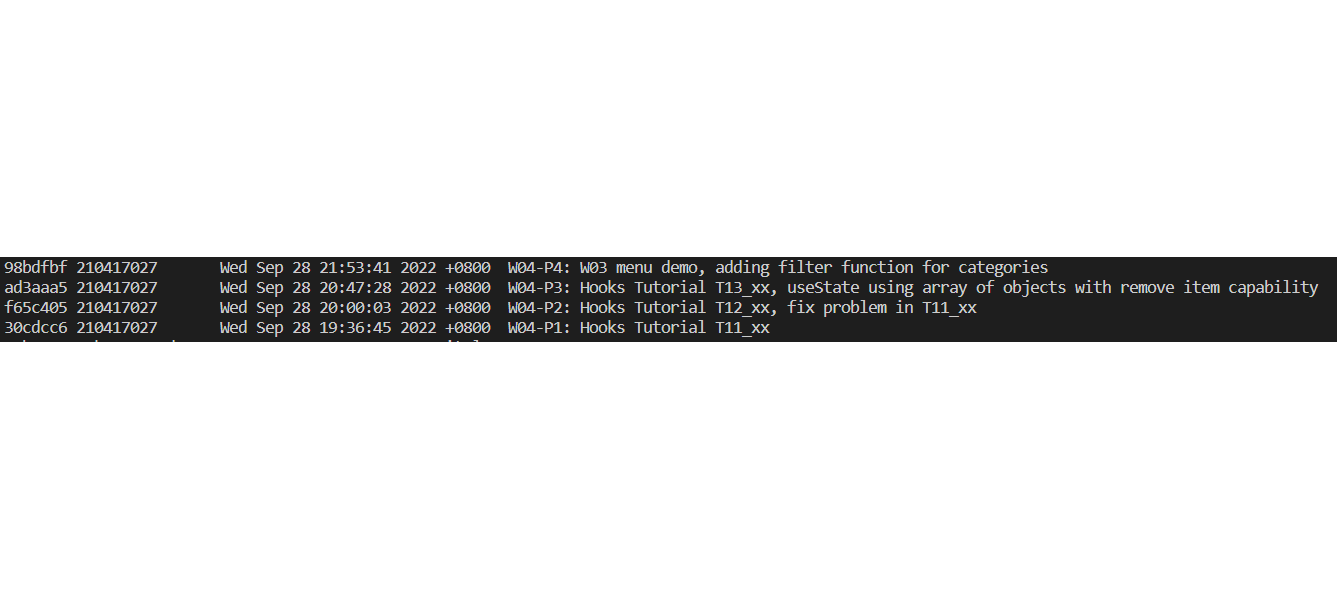 98bdfbf 210417027       Wed Sep 28 21:53:41 2022 +0800  W04-P4: W03 menu demo, adding filter function for categories
ad3aaa5 210417027       Wed Sep 28 20:47:28 2022 +0800  W04-P3: Hooks Tutorial T13_xx, useState using array of objects with remove item capability
f65c405 210417027       Wed Sep 28 20:00:03 2022 +0800  W04-P2: Hooks Tutorial T12_xx, fix problem in T11_xx
30cdcc6 210417027       Wed Sep 28 19:36:45 2022 +0800  W04-P1: Hooks Tutorial T11_xx